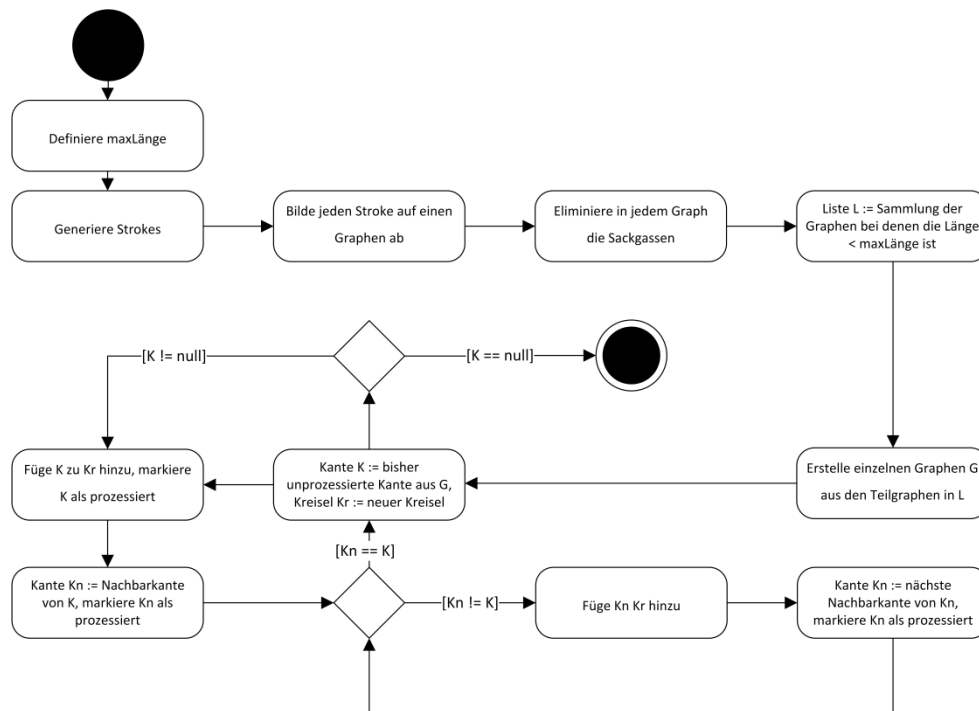 Definiere maxLänge
Generiere Strokes
Bilde jeden Stroke auf einen
Graphen ab
Eliminiere in jedem Graph
die Sackgassen
Liste L := Sammlung der
Graphen bei denen die Länge
< maxLänge ist
[K != null]
[K == null]
Füge K zu Kr hinzu, markiere
K als prozessiert
Kante K := bisher
unprozessierte Kante aus G,
Kreisel Kr := neuer Kreisel
Erstelle einzelnen Graphen G
aus den Teilgraphen in L
[Kn == K]
Kante Kn := Nachbarkante
von K, markiere Kn als
prozessiert
[Kn != K]
Füge Kn Kr hinzu
Kante Kn := nächste
Nachbarkante von Kn,
markiere Kn als prozessiert